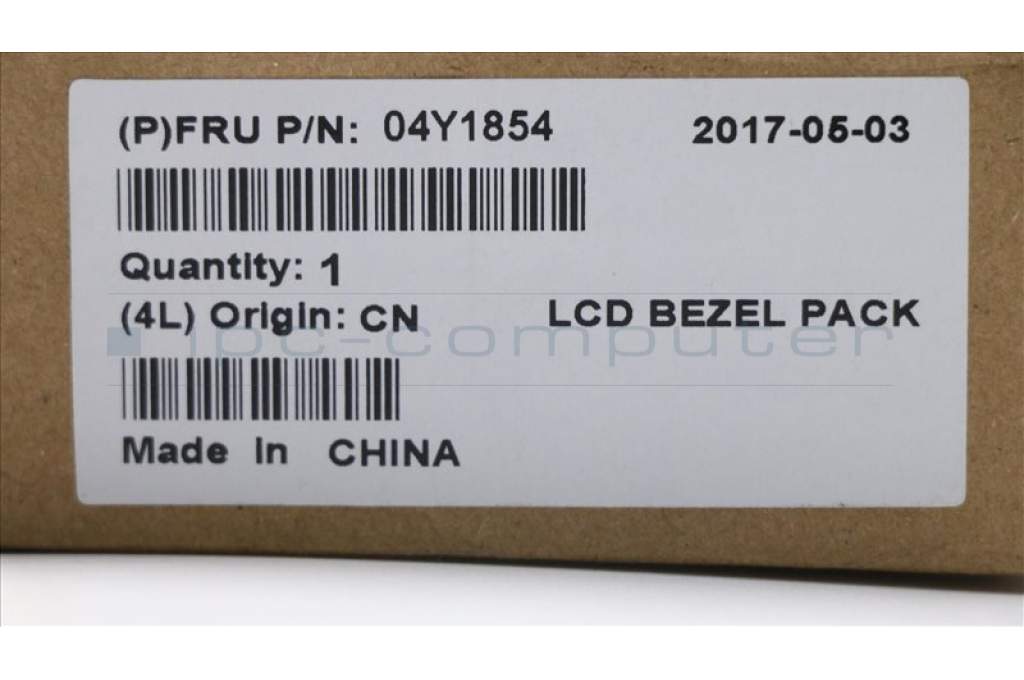 (P)FRU P/N: 04Y1854 2017-05-03
Quantity: 1
(4L) Origin: CN LCD BEZEL PACK
ipc-computer
Made In CHINA